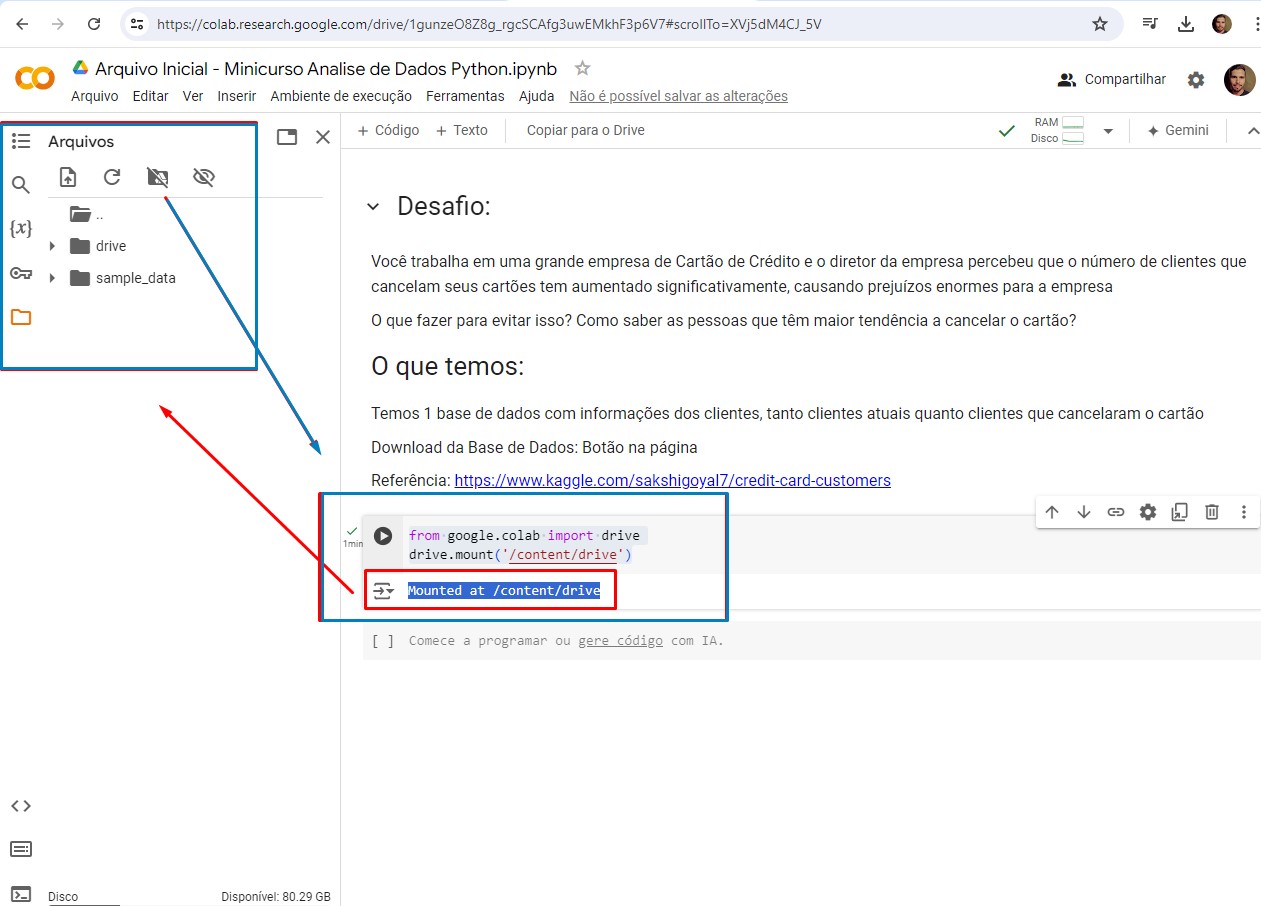 https://colab.research.google.com/drive/1gunzeO8Z8g_rgcSCAfg3uwEMkhF3p6V7#scrollTo=XVj5dM4CJ_5V
Arquivo Inicial - Minicurso Analise de Dados Python.ipynb
Compartilhar
Arquivo Editar Ver Inserir Ambiente de execução Ferramentas Ajuda Não é possível salvar as alterações
Arquivos
+ Código + Texto Copiar para o Drive
RAM
Disco
Gemini
..
drive
{x}
sample_data
Desafio:
Você trabalha em uma grande empresa de Cartão de Crédito e o diretor da empresa percebeu que o número de clientes que
cancelam seus cartões tem aumentado significativamente, causando prejuízos enormes para a empresa
O que fazer para evitar isso? Como saber as pessoas que têm maior tendência a cancelar o cartão?
O que temos:
Temos 1 base de dados com informações dos clientes, tanto clientes atuais quanto clientes que cancelaram o cartão
Download da Base de Dados: Botão na página
Referência: https://www.kaggle.com/sakshigoyal7/credit-card-customers
1min
from google.colab import drive
drive.mount('/content/drive')
Mounted at /content/drive
[ ] Comece a programar ou gere código com IA.
Disco Disponível: 80.29 GB